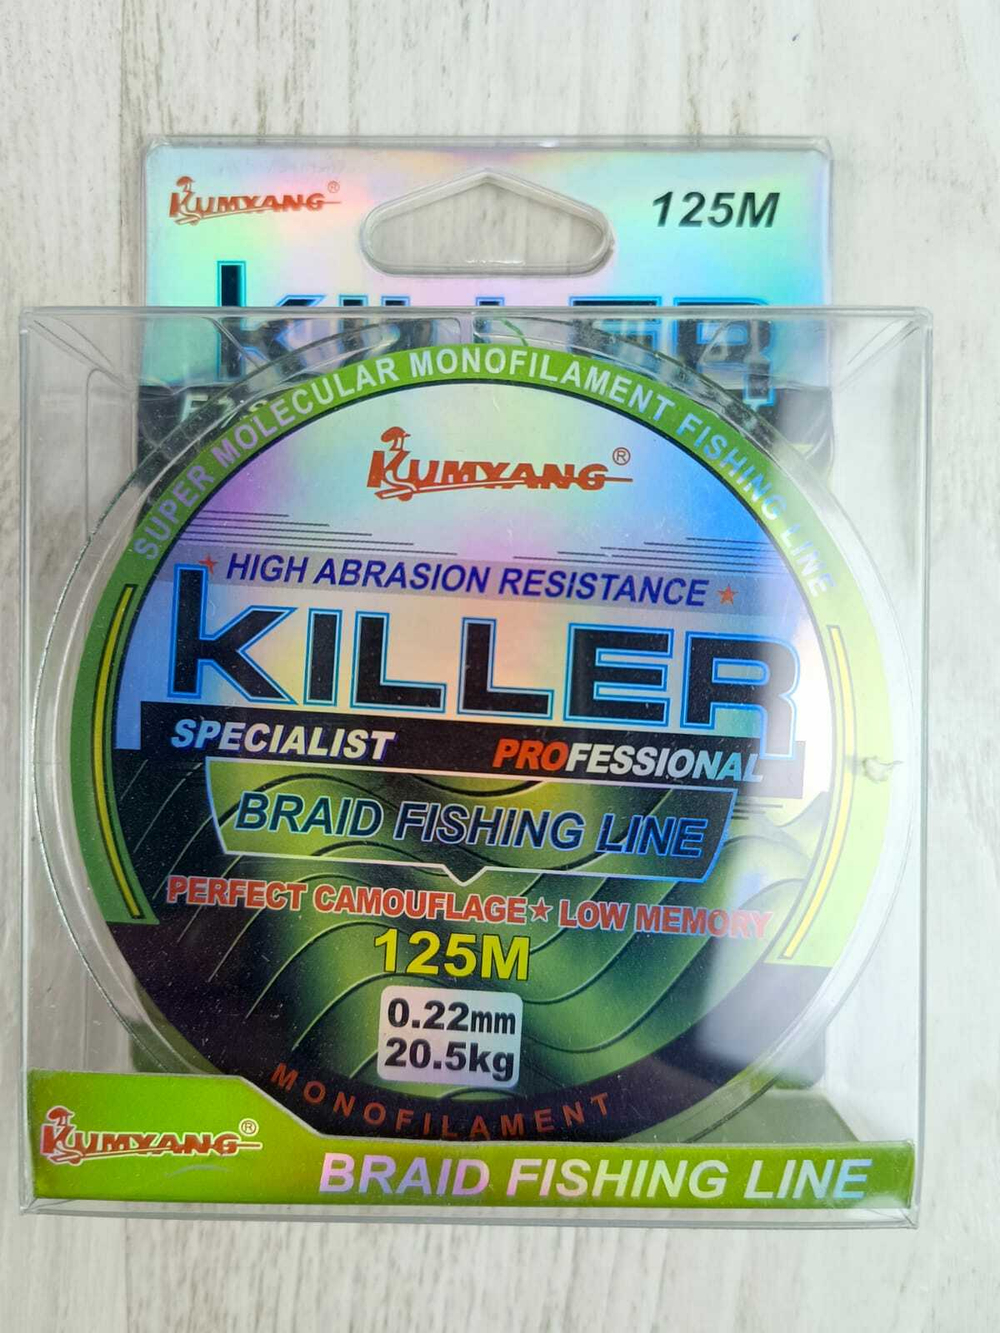 KUMYANG®
125M
KILLER
SUPER MOLECULAR MONOFILAMENT FISHING LINE
KUMYANG®
HIGH ABRASION RESISTANCE
KILLER
SPECIALIST PROFESSIONAL
BRAID FISHING LINE
PERFECT CAMOUFLAGE★LOW MEMORY
125M
0.22mm
20.5kg
MONOFILAMENT
KUMYANG®
BRAID FISHING LINE